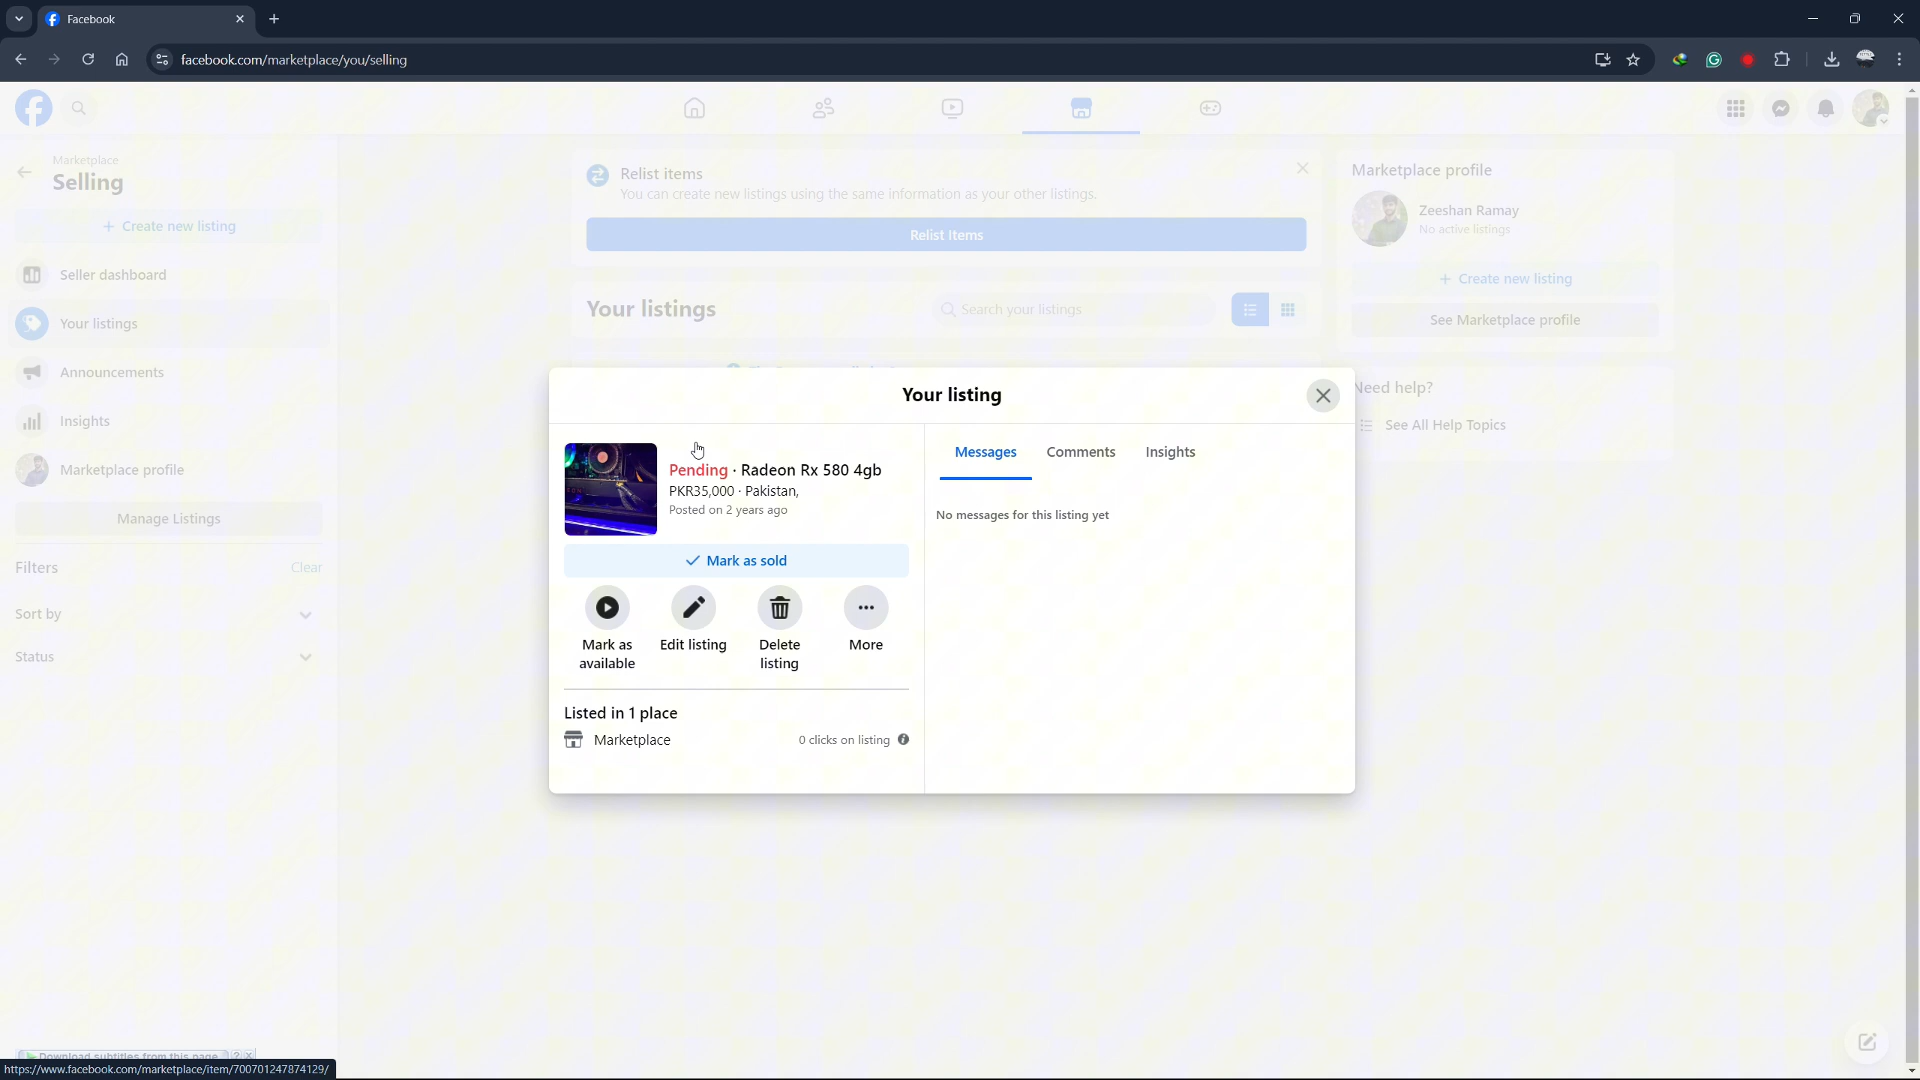 Facebook
facebook.com/marketplace/you/selling
Marketplace
Selling
+ Create new listing
Seller dashboard
Your listings
Announcements
Insights
Marketplace profile
Manage Listings
Filters
Clear
Sort by
Status
Relist items
You can create new listings using the same information as your other listings.
Relist Items
Your listings
Search your listings
Marketplace profile
Zeeshan Ramay
No active listings
+ Create new listing
See Marketplace profile
Need help?
See All Help Topics
Your listing
Pending · Radeon Rx 580 4gb
PKR35,000 · Pakistan,
Posted on 2 years ago
Mark as sold
Mark as available
Edit listing
Delete listing
More
Listed in 1 place
Marketplace
0 clicks on listing
Messages
Comments
Insights
No messages for this listing yet
Download subtitles from this page
https://www.facebook.com/marketplace/item/700701247874129/